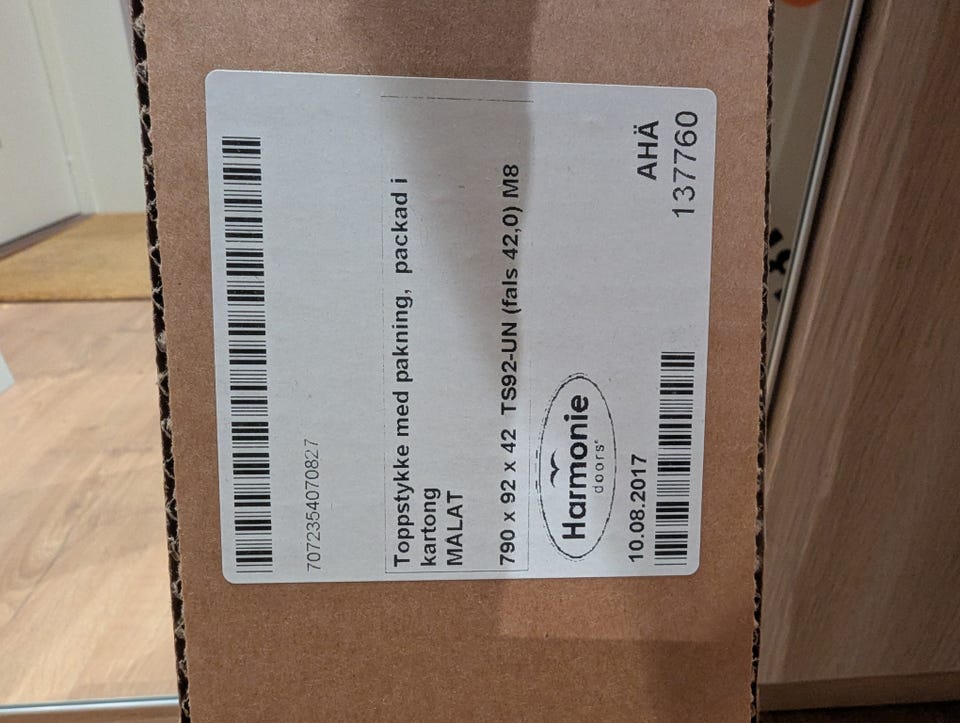 7072354070827
Toppstykke med pakning, packad i
kartong
MÅLAT
790 x 92 x 42 TS92-UN (fals 42,0) M8
Harmonie
doors
10.08.2017
AHÄ
137760